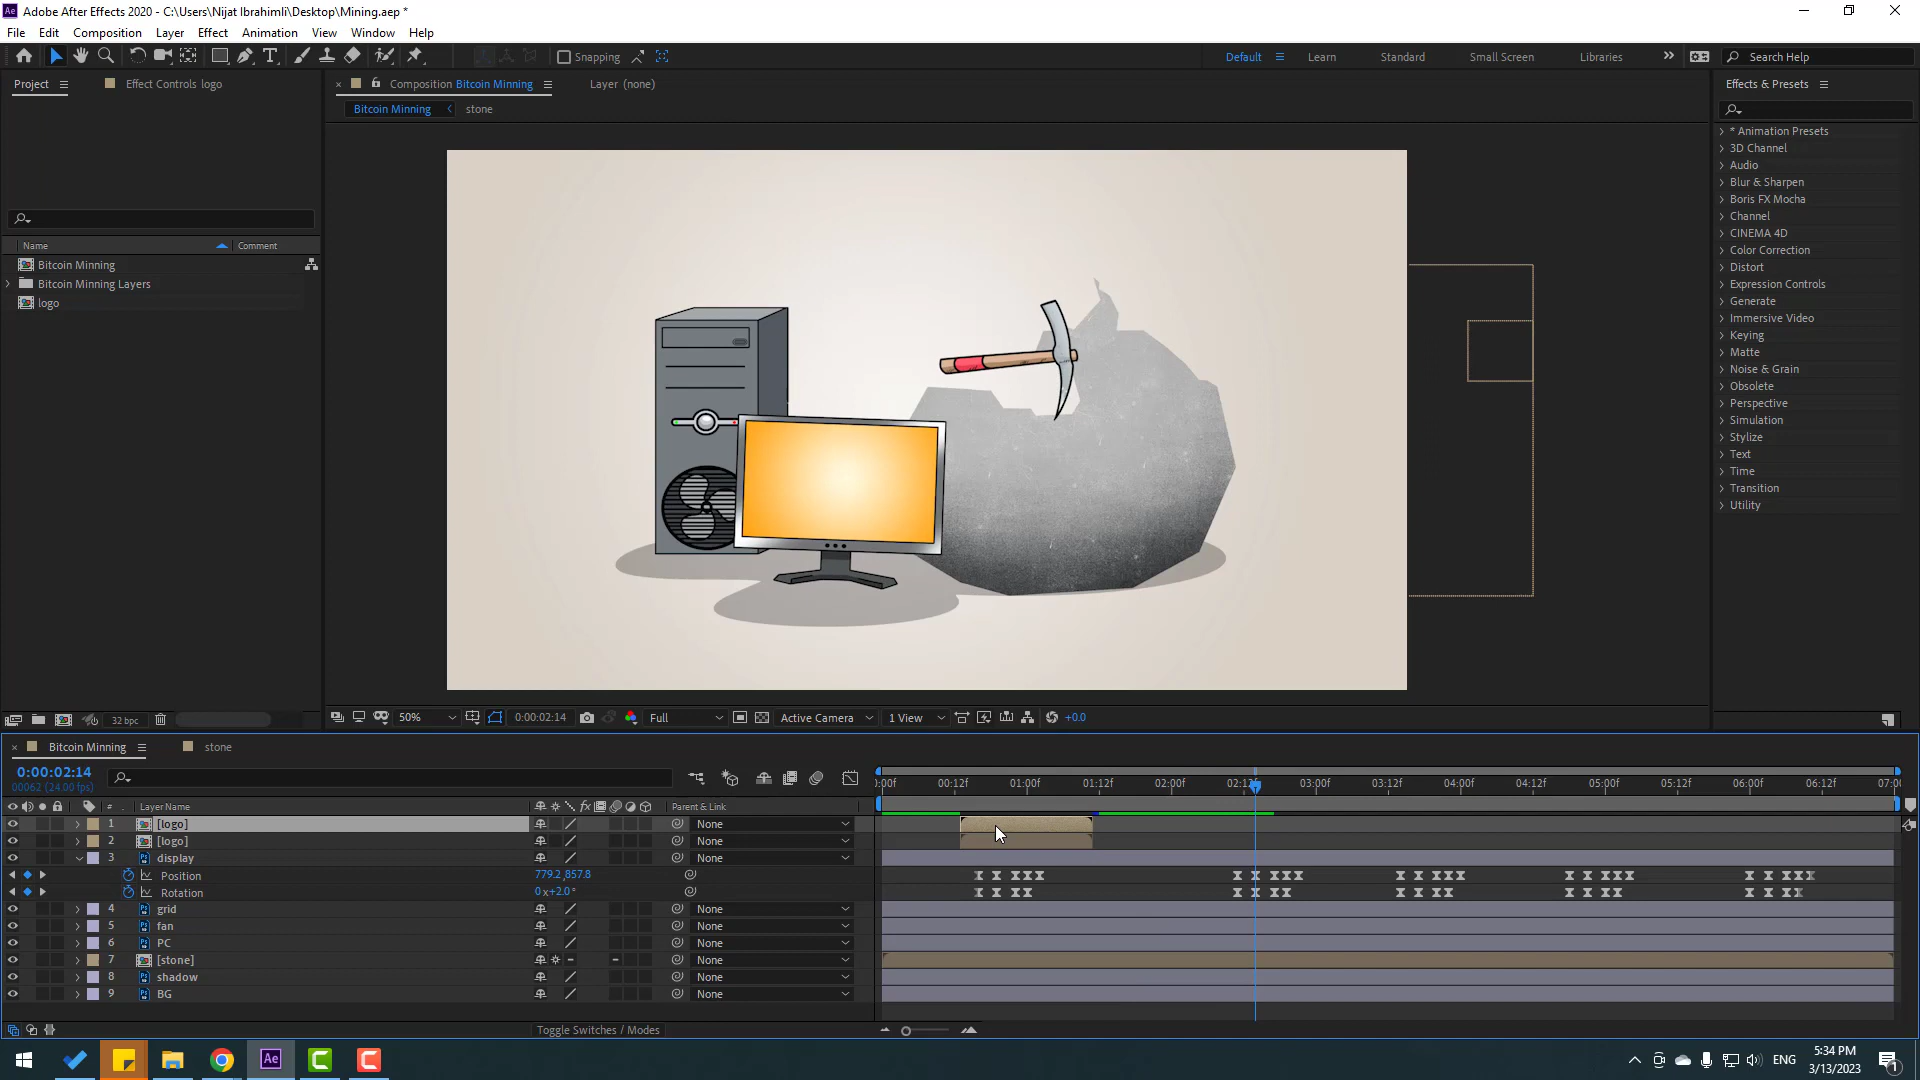 Adobe After Effects 2020 - C:\Users\Nijat Ibrahimli\Desktop\Mining.aep *
File Edit Composition Layer Effect Animation View Window Help
Snapping Default Learn Standard Small Screen Libraries Search Help
Project Effect Controls logo Composition Bitcoin Minning Layer (none) Effects & Presets
Bitcoin Minning stone
* Animation Presets
3D Channel
Audio
Blur & Sharpen
Boris FX Mocha
Channel
CINEMA 4D
Color Correction
Distort
Expression Controls
Generate
Immersive Video
Keying
Matte
Noise & Grain
Obsolete
Perspective
Simulation
Stylize
Text
Time
Transition
Utility
Name Comment
Bitcoin Minning
Bitcoin Minning Layers
logo
32 bpc 50% 0:00:02:14 Full Active Camera 1 View +0.0
Bitcoin Minning stone
0:00:02:14
00062 (24.00 fps)
:00f 00:12f 01:00f 01:12f 02:00f 02:12f 03:00f 03:12f 04:00f 04:12f 05:00f 05:12f 06:00f 06:12f 07:00
# Layer Name fx Parent & Link
1 [logo] None
2 [logo] None
3 display None
Position 779.2,857.8
Rotation 0x+2.0°
4 grid None
5 fan None
6 PC None
7 [stone] None
8 shadow None
9 BG None
Toggle Switches / Modes
ENG 5:34 PM
3/13/2023 1